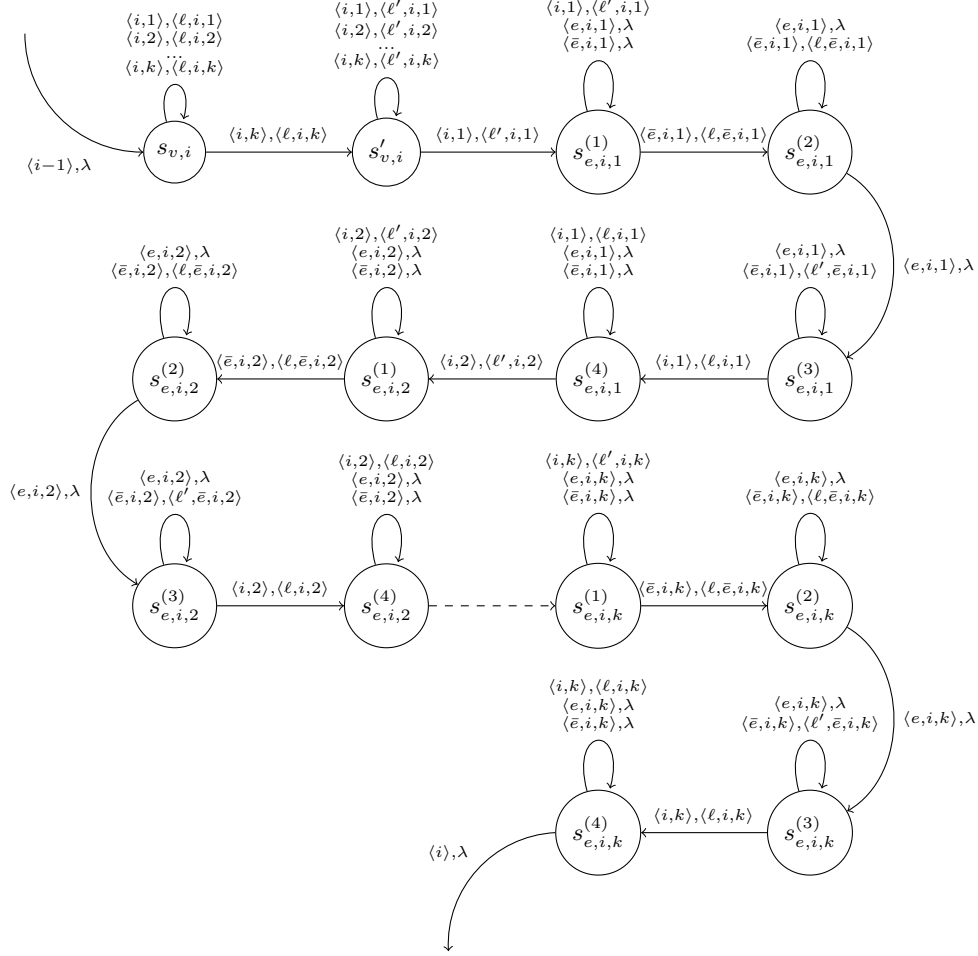 ⟨i,1⟩,⟨ℓ,i,1⟩
⟨i,2⟩,⟨ℓ,i,2⟩
...
⟨i,k⟩,⟨ℓ,i,k⟩
⟨i,1⟩,⟨ℓ′,i,1⟩
⟨i,2⟩,⟨ℓ′,i,2⟩
...
⟨i,k⟩,⟨ℓ′,i,k⟩
⟨i,1⟩,⟨ℓ′,i,1⟩
⟨e,i,1⟩,λ
⟨ē,i,1⟩,λ
⟨e,i,1⟩,λ
⟨ē,i,1⟩,⟨ℓ,ē,i,1⟩
⟨i−1⟩,λ
s_{v,i}
⟨i,k⟩,⟨ℓ,i,k⟩
s′_{v,i}
⟨i,1⟩,⟨ℓ′,i,1⟩
s^{(1)}_{e,i,1}
⟨ē,i,1⟩,⟨ℓ,ē,i,1⟩
s^{(2)}_{e,i,1}
⟨e,i,1⟩,λ
⟨e,i,2⟩,λ
⟨ē,i,2⟩,⟨ℓ,ē,i,2⟩
⟨i,2⟩,⟨ℓ′,i,2⟩
⟨e,i,2⟩,λ
⟨ē,i,2⟩,λ
⟨i,1⟩,⟨ℓ,i,1⟩
⟨e,i,1⟩,λ
⟨ē,i,1⟩,λ
⟨e,i,1⟩,λ
⟨ē,i,1⟩,⟨ℓ′,ē,i,1⟩
s^{(2)}_{e,i,2}
⟨ē,i,2⟩,⟨ℓ,ē,i,2⟩
s^{(1)}_{e,i,2}
⟨i,2⟩,⟨ℓ′,i,2⟩
s^{(4)}_{e,i,1}
⟨i,1⟩,⟨ℓ,i,1⟩
s^{(3)}_{e,i,1}
⟨e,i,2⟩,λ
⟨e,i,2⟩,λ
⟨ē,i,2⟩,⟨ℓ′,ē,i,2⟩
⟨i,2⟩,⟨ℓ,i,2⟩
⟨e,i,2⟩,λ
⟨ē,i,2⟩,λ
⟨i,k⟩,⟨ℓ′,i,k⟩
⟨e,i,k⟩,λ
⟨ē,i,k⟩,λ
⟨e,i,k⟩,λ
⟨ē,i,k⟩,⟨ℓ,ē,i,k⟩
s^{(3)}_{e,i,2}
⟨i,2⟩,⟨ℓ,i,2⟩
s^{(4)}_{e,i,2}
s^{(1)}_{e,i,k}
⟨ē,i,k⟩,⟨ℓ,ē,i,k⟩
s^{(2)}_{e,i,k}
⟨e,i,k⟩,λ
⟨i,k⟩,⟨ℓ,i,k⟩
⟨e,i,k⟩,λ
⟨ē,i,k⟩,λ
⟨e,i,k⟩,λ
⟨ē,i,k⟩,⟨ℓ′,ē,i,k⟩
⟨i⟩,λ
s^{(4)}_{e,i,k}
⟨i,k⟩,⟨ℓ,i,k⟩
s^{(3)}_{e,i,k}